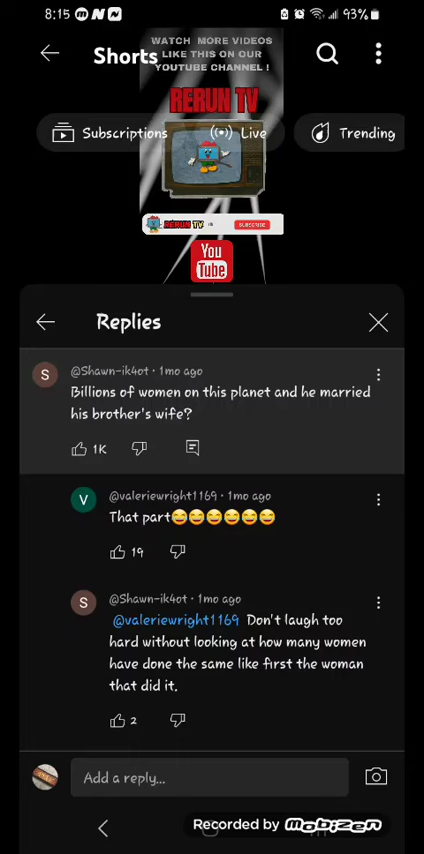 8:15
93%
WATCH MORE VIDEOS
LIKE THIS ON OUR
YOUTUBE CHANNEL !
Shorts
RERUN TV
Subscriptions
Live
Trending
RERUN TV
SUBSCRIBE
You
Tube
Replies
S
@Shawn-ik4ot · 1mo ago
Billions of women on this planet and he married
his brother's wife?
1K
V
@valeriewright1169 · 1mo ago
That part😂😂😂😂😂😂
19
S
@Shawn-ik4ot · 1mo ago
@valeriewright1169 Don't laugh too
hard without looking at how many women
have done the same like first the woman
that did it.
2
Add a reply...
Recorded by MOBIZEN